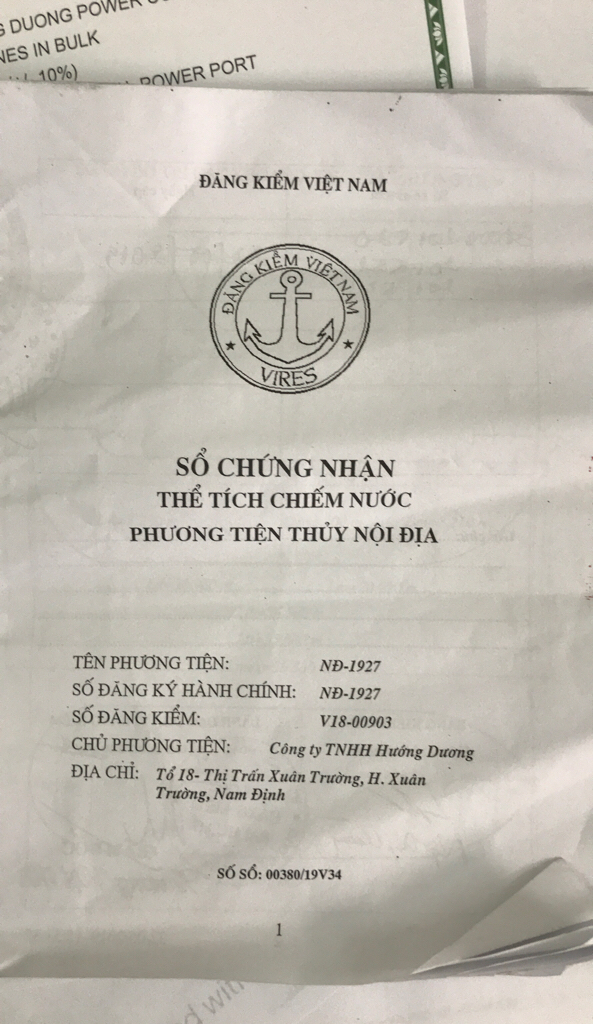 DUONG POWER
IN BULK
10%)
POWER PORT
ĐĂNG KIỂM VIỆT NAM
ĐĂNG KIỂM VIỆT NAM
VIRES
SỔ CHỨNG NHẬN
THỂ TÍCH CHIẾM NƯỚC
PHƯƠNG TIỆN THỦY NỘI ĐỊA
TÊN PHƯƠNG TIỆN: NĐ-1927
SỐ ĐĂNG KÝ HÀNH CHÍNH: NĐ-1927
SỐ ĐĂNG KIỂM: V18-00903
CHỦ PHƯƠNG TIỆN: Công ty TNHH Hướng Dương
ĐỊA CHỈ: Tổ 18- Thị Trấn Xuân Trường, H. Xuân
Trường, Nam Định
SỐ SỔ: 00380/19V34
1